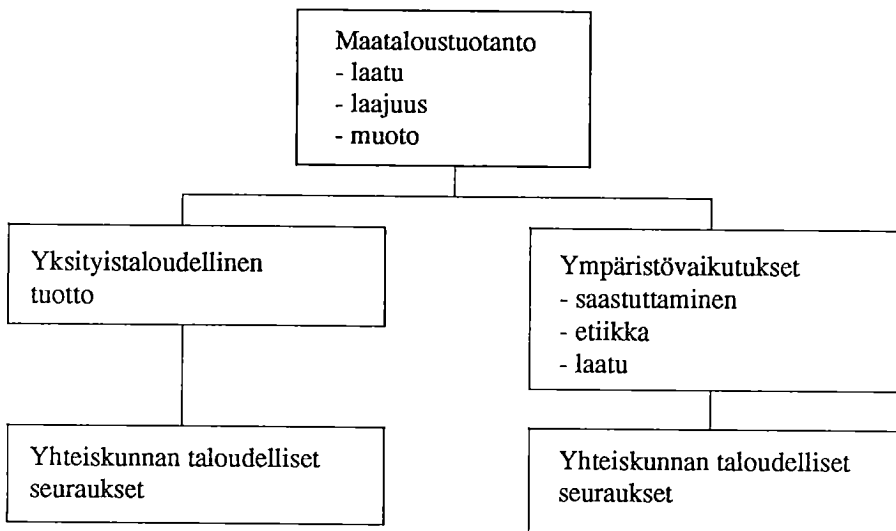 Maataloustuotanto
- laatu
- laajuus
- muoto
Yksityistaloudellinen
tuotto
Ympäristövaikutukset
- saastuttaminen
- etiikka
- laatu
Yhteiskunnan taloudelliset
seuraukset
Yhteiskunnan taloudelliset
seuraukset